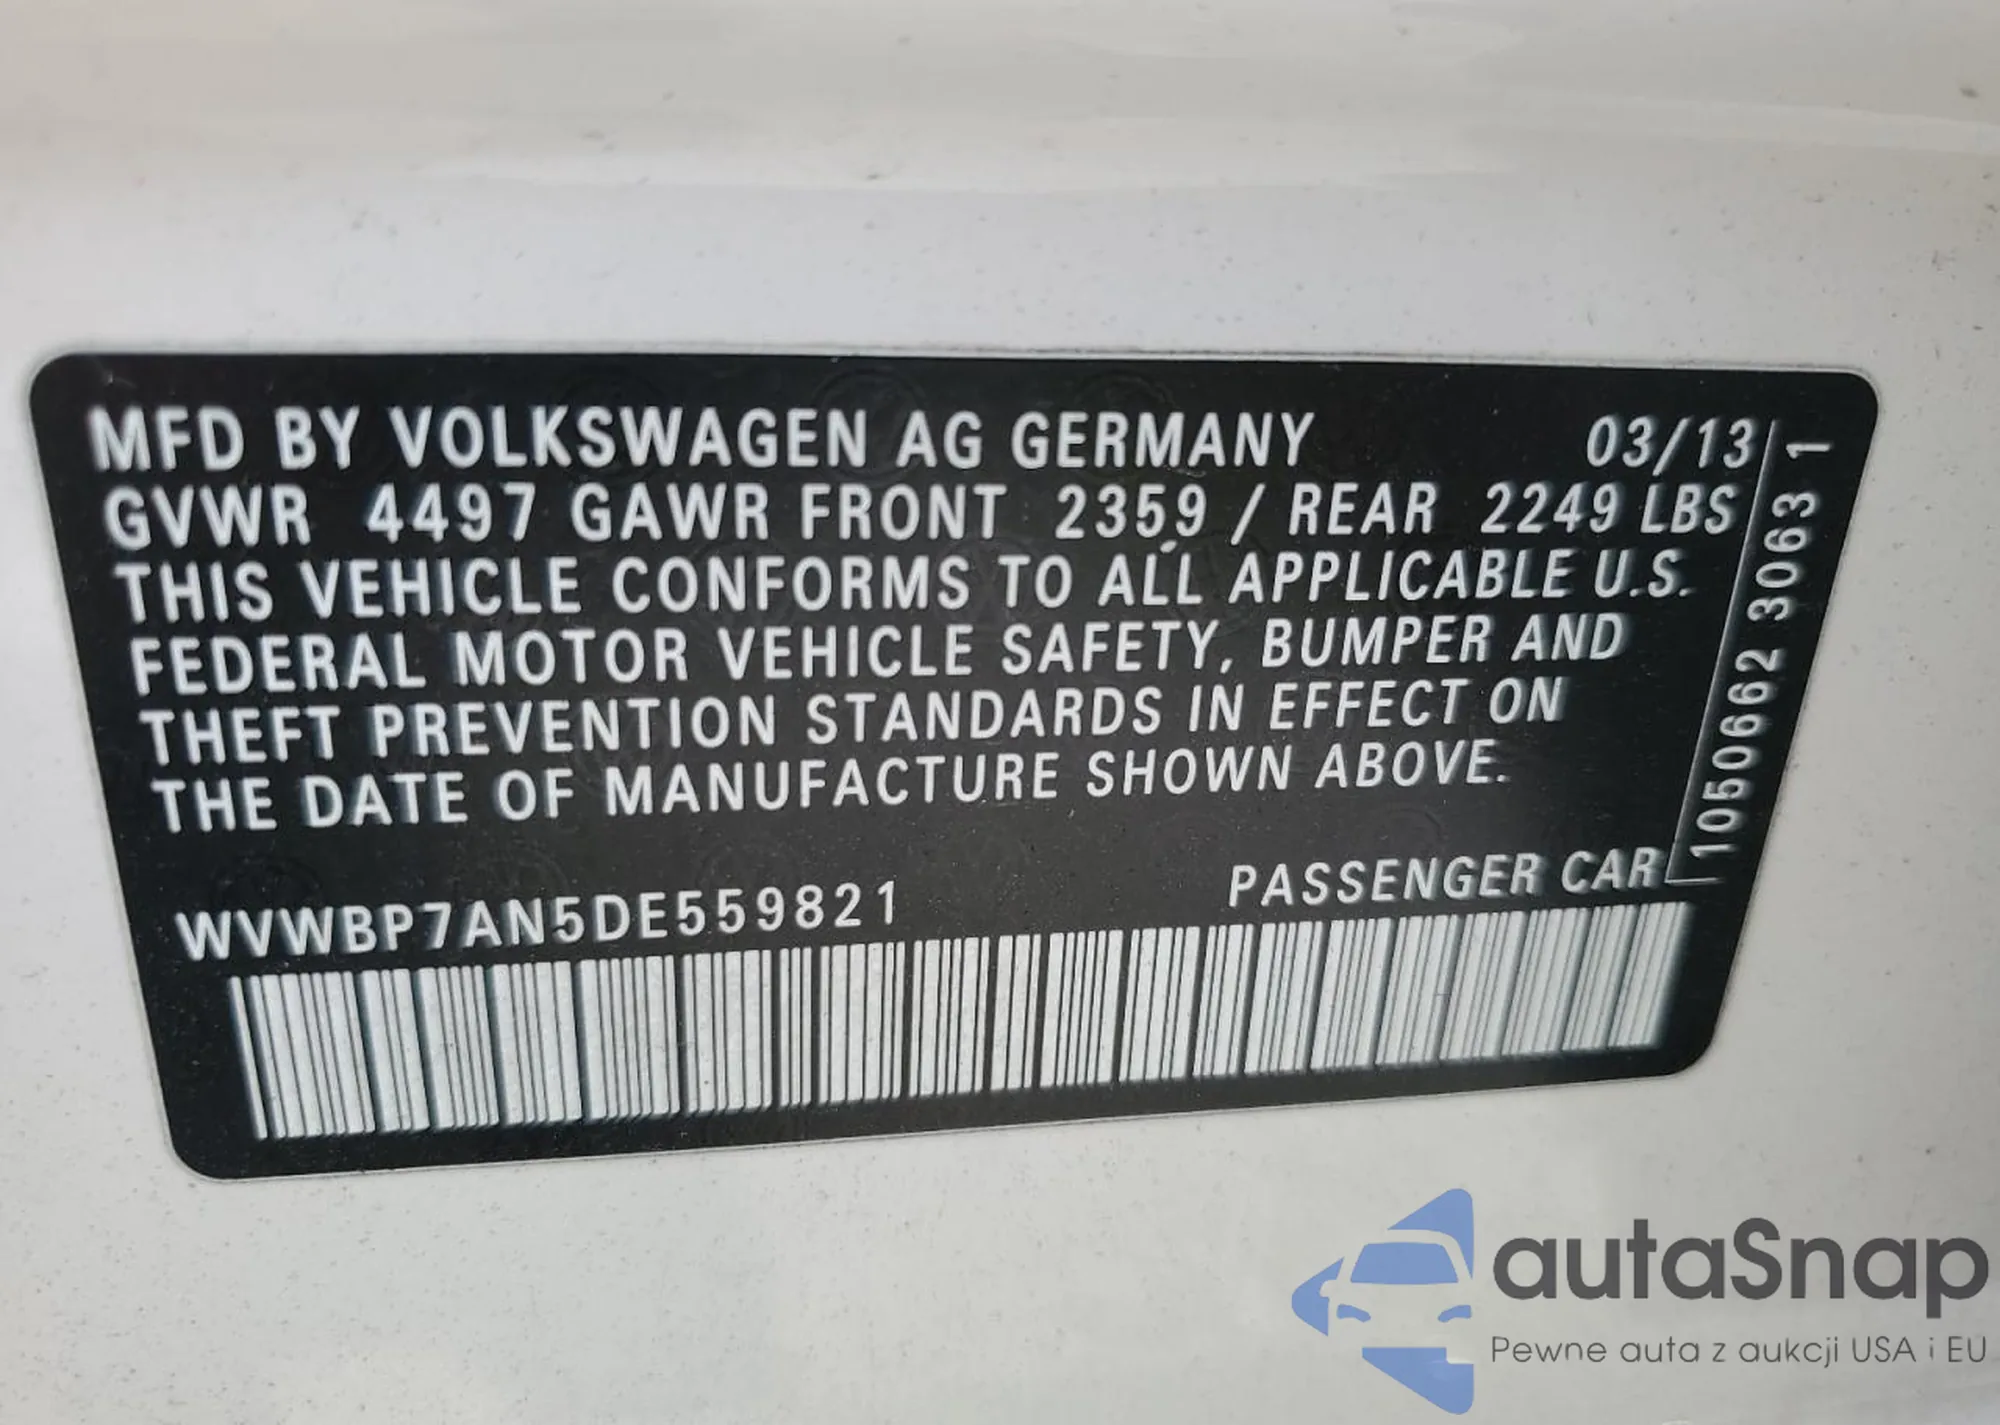 MFD BY VOLKSWAGEN AG GERMANY 03/13
GVWR 4497 GAWR FRONT 2359 / REAR 2249 LBS
THIS VEHICLE CONFORMS TO ALL APPLICABLE U.S.
FEDERAL MOTOR VEHICLE SAFETY, BUMPER AND
THEFT PREVENTION STANDARDS IN EFFECT ON
THE DATE OF MANUFACTURE SHOWN ABOVE.
WVWBP7AN5DE559821 PASSENGER CAR
1050662 3063 1
autaSnap
Pewne auta z aukcji USA i EU